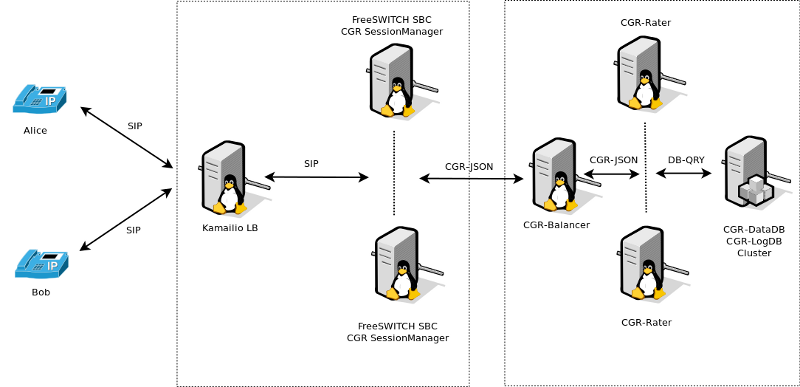 FreeSWITCH SBC
CGR SessionManager
CGR-Rater
IP
Alice
SIP
SIP
CGR-JSON
CGR-JSON
DB-QRY
Kamailio LB
CGR-Balancer
CGR-DataDB
CGR-LogDB
Cluster
SIP
IP
Bob
FreeSWITCH SBC
CGR SessionManager
CGR-Rater